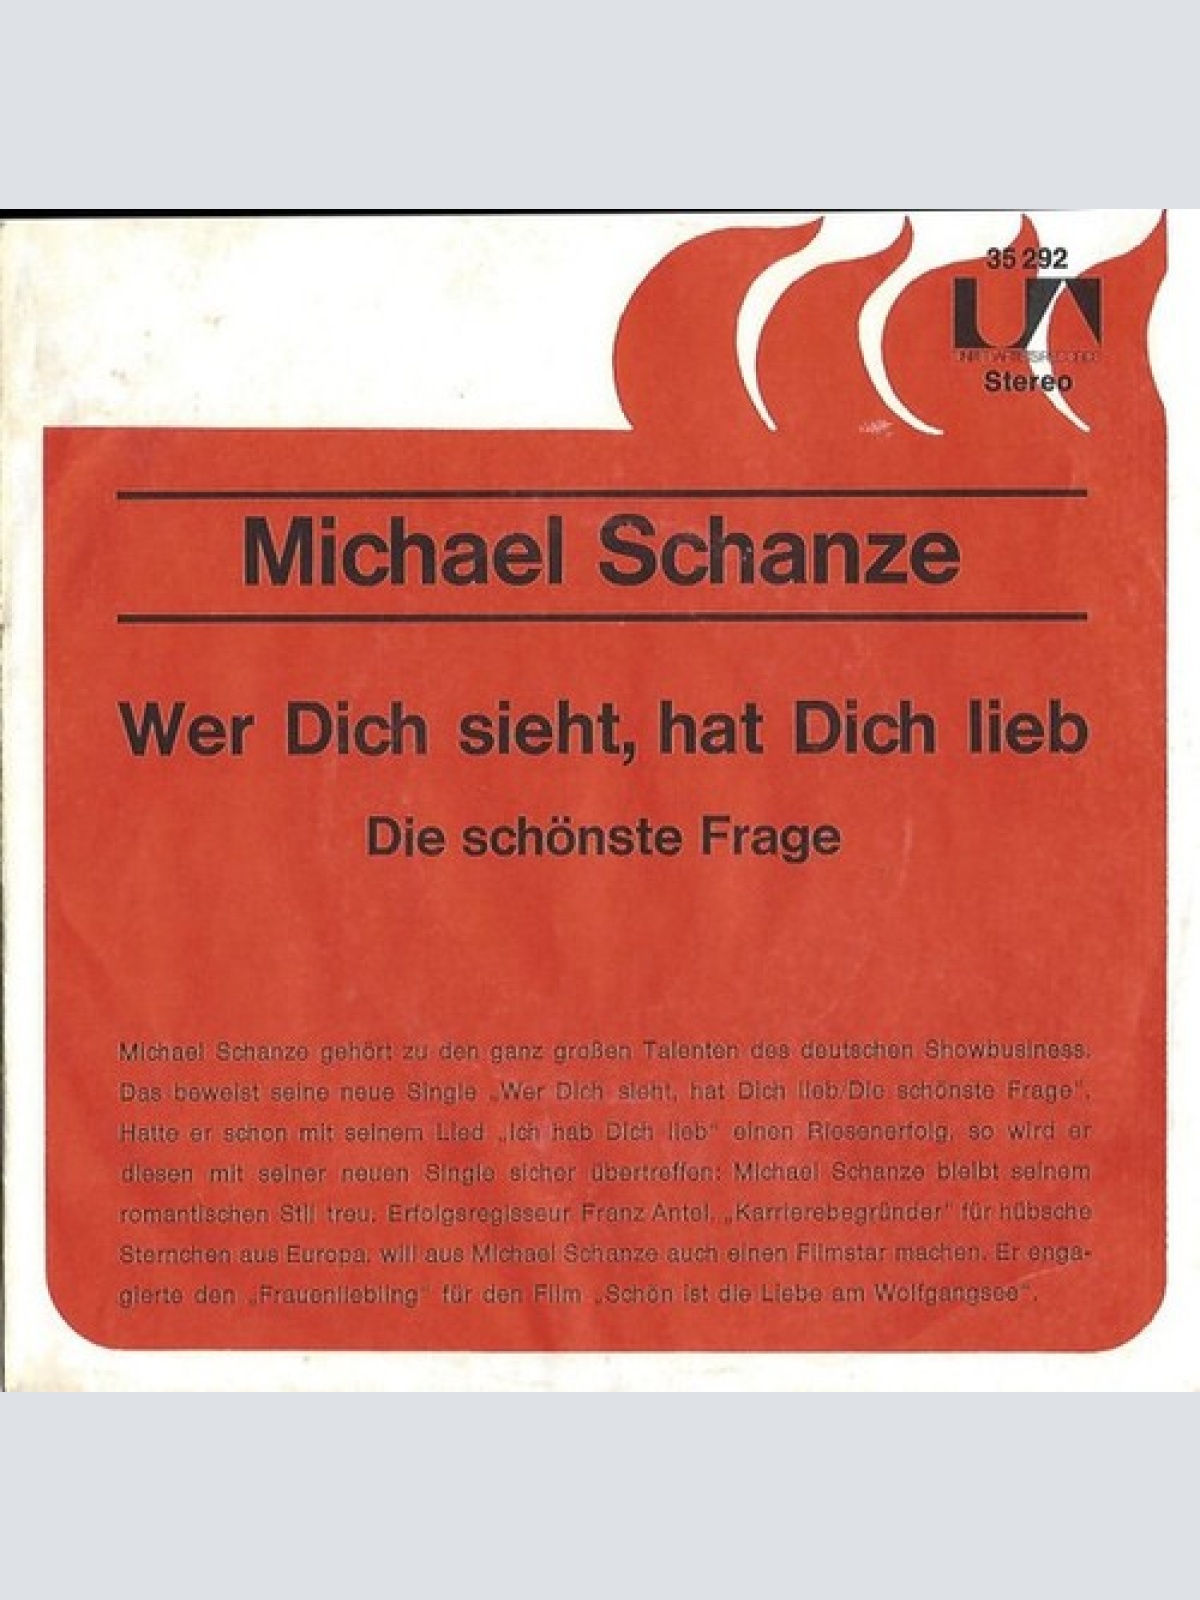 35 292
UA
UNITED ARTISTS RECORDS
Stereo
Michael Schanze
Wer Dich sieht, hat Dich lieb
Die schönste Frage
Michael Schanze gehört zu den ganz großen Talenten des deutschen Showbusiness.
Das beweist seine neue Single „Wer Dich sieht, hat Dich lieb/Die schönste Frage“.
Hatte er schon mit seinem Lied „Ich hab Dich lieb“ einen Riesenerfolg, so wird er
diesen mit seiner neuen Single sicher übertreffen: Michael Schanze bleibt seinem
romantischen Stil treu. Erfolgsregisseur Franz Antel, „Karrierebegründer“ für hübsche
Sternchen aus Europa, will aus Michael Schanze auch einen Filmstar machen. Er enga-
gierte den „Frauenliebling“ für den Film „Schön ist die Liebe am Wolfgangsee“.